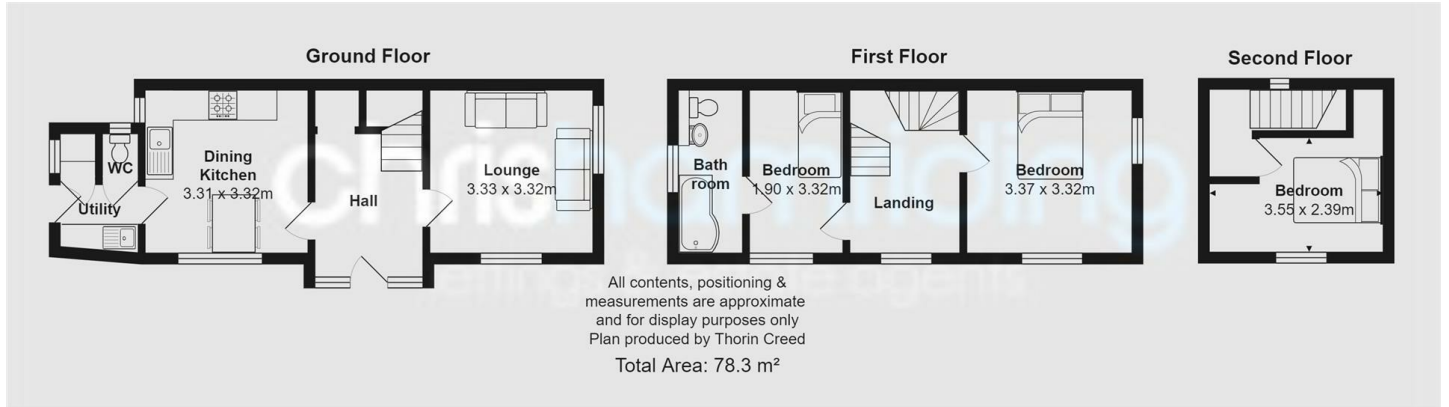 Ground Floor
First Floor
Second Floor
WC
Dining
Kitchen
3.31 x 3.32m
Utility
Hall
Lounge
3.33 x 3.32m
Bath
room
Bedroom
1.90 x 3.32m
Landing
Bedroom
3.37 x 3.32m
Bedroom
3.55 x 2.39m
All contents, positioning &
measurements are approximate
and for display purposes only
Plan produced by Thorin Creed
Total Area: 78.3 m²